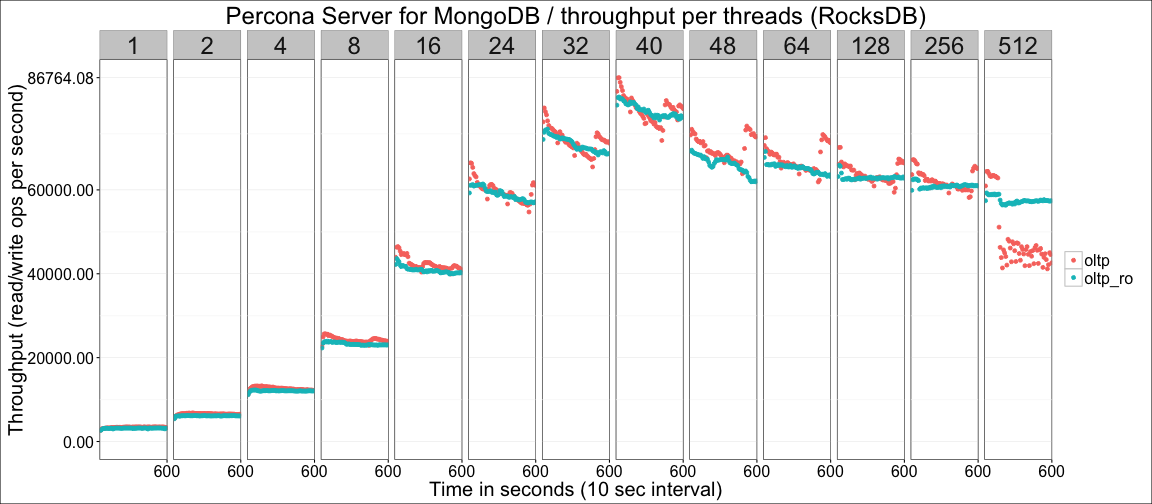 Percona Server for MongoDB / throughput per threads (RocksDB)
1 2 4 8 16 24 32 40 48 64 128 256 512
Throughput (read/write ops per second)
86764.08
60000.00
40000.00
20000.00
0.00
oltp
oltp_ro
600 600 600 600 600 600 600 600 600 600 600 600 600
Time in seconds (10 sec interval)